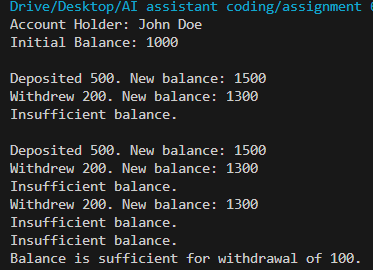 Drive/Desktop/AI assistant coding/assignment
Account Holder: John Doe
Initial Balance: 1000
Deposited 500. New balance: 1500
Withdrew 200. New balance: 1300
Insufficient balance.
Deposited 500. New balance: 1500
Withdrew 200. New balance: 1300
Insufficient balance.
Withdrew 200. New balance: 1300
Insufficient balance.
Insufficient balance.
Balance is sufficient for withdrawal of 100.